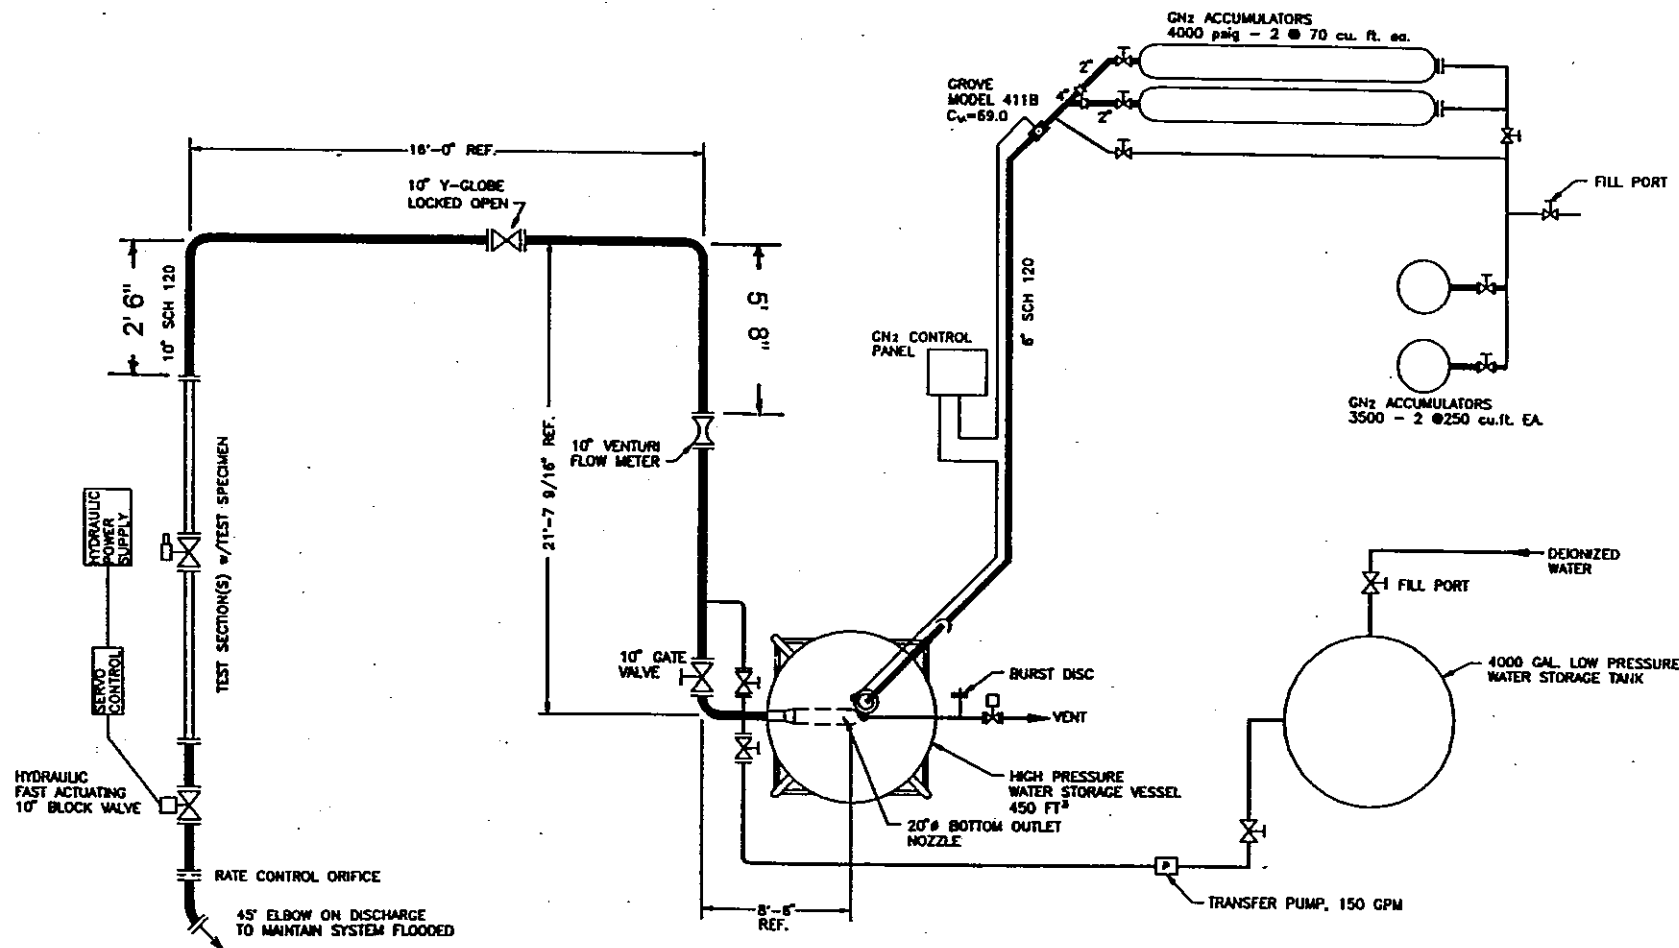 GN2 ACCUMULATORS
4000 psig - 2 @ 70 cu. ft. ea.
GROVE
MODEL 411B
Cv=69.0
2"
4"
2"
16'-0" REF.
10" Y-GLOBE
LOCKED OPEN
FILL PORT
2' 6"
10" SCH 120
5' 8"
6" SCH 120
GN2 CONTROL
PANEL
GN2 ACCUMULATORS
3500 - 2 @250 cu.ft. EA.
10" VENTURI
FLOW METER
21'-7 9/16" REF.
HYDRAULIC
POWER
SUPPLY
TEST SECTION(S) w/TEST SPECIMEN
DEIONIZED
WATER
FILL PORT
SERVO
CONTROL
10" GATE
VALVE
BURST DISC
VENT
4000 GAL. LOW PRESSURE
WATER STORAGE TANK
HYDRAULIC
FAST ACTUATING
10" BLOCK VALVE
HIGH PRESSURE
WATER STORAGE VESSEL
450 FT³
20"ø BOTTOM OUTLET
NOZZLE
P
RATE CONTROL ORIFICE
TRANSFER PUMP, 150 GPM
REF.
45° ELBOW ON DISCHARGE
TO MAINTAIN SYSTEM FLOODED